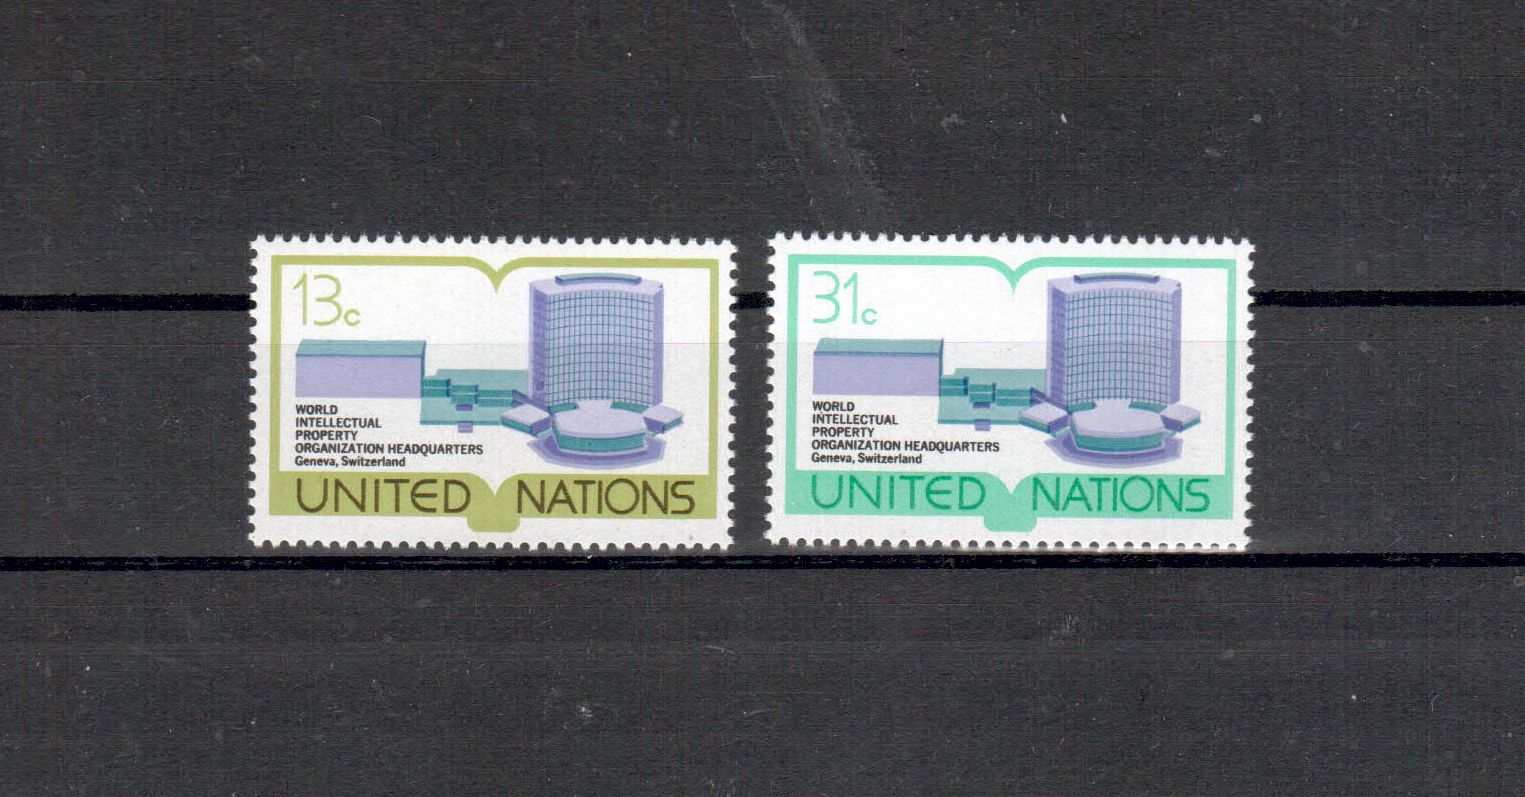 13c
WORLD
INTELLECTUAL
PROPERTY
ORGANIZATION HEADQUARTERS
Geneva, Switzerland
UNITED NATIONS
31c
WORLD
INTELLECTUAL
PROPERTY
ORGANIZATION HEADQUARTERS
Geneva, Switzerland
UNITED NATIONS